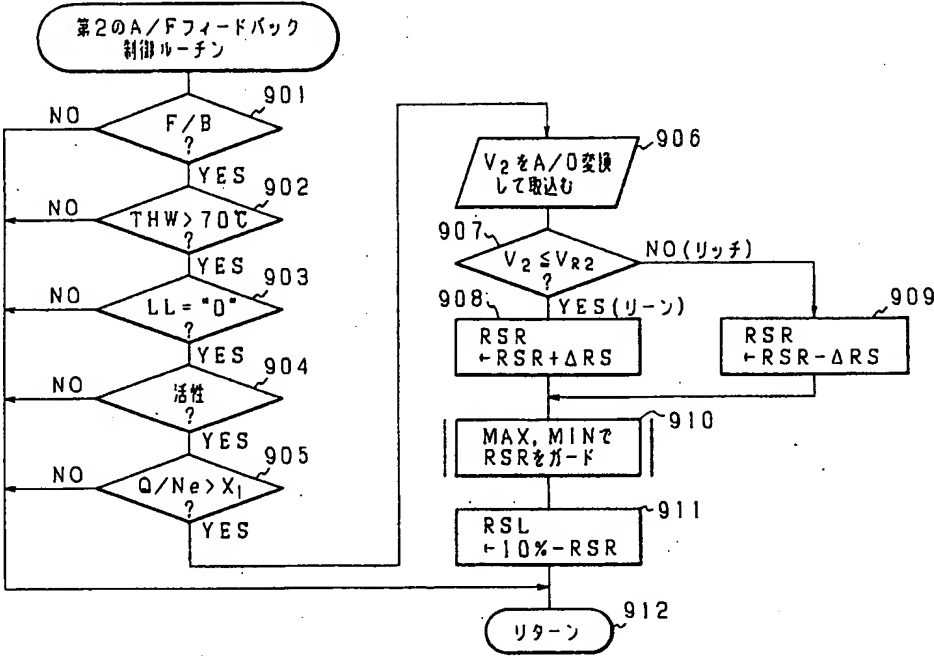 第2のA/Fフィードバック
制御ルーチン
901
F/B
?
NO
YES
902
THW>70℃
?
NO
YES
903
LL="0"
?
NO
YES
904
活性
?
NO
YES
905
Q/Ne>X₁
?
NO
YES
906
V₂をA/D変換
して取込む
907
V₂≦VR2
?
NO(リッチ)
YES(リーン)
908
RSR
←RSR+ΔRS
909
RSR
←RSR-ΔRS
910
MAX,MINで
RSRをガード
911
RSL
←10%-RSR
リターン
912